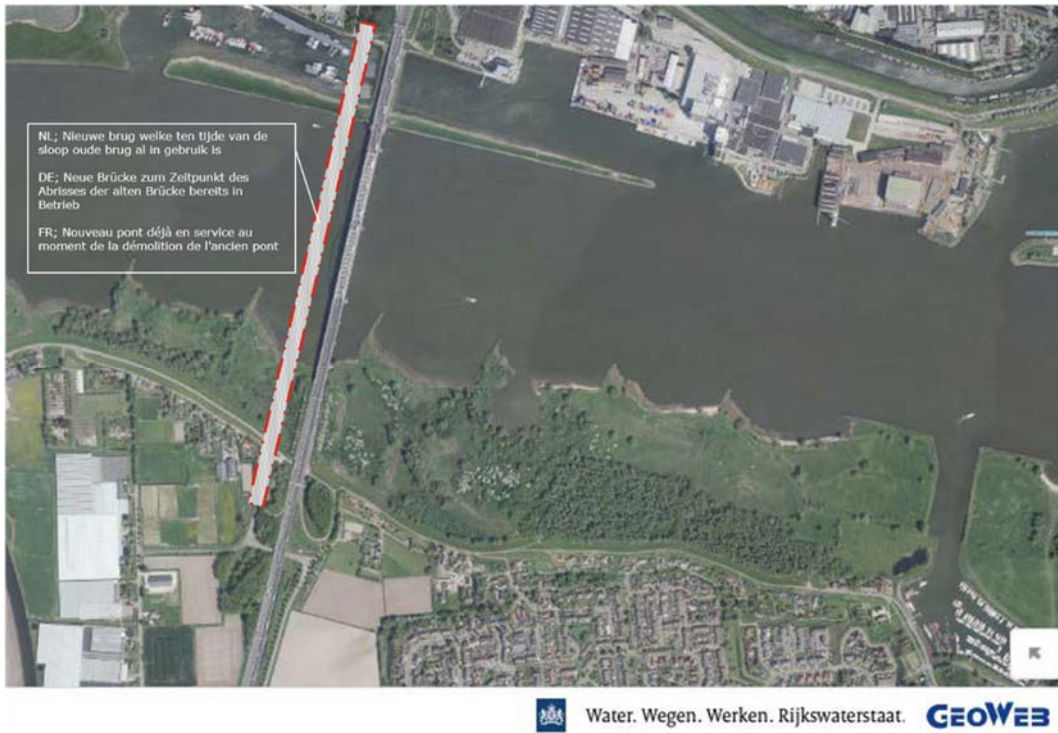 NL; Nieuwe brug welke ten tijde van de
sloop oude brug al in gebruik is
DE; Neue Brücke zum Zeitpunkt des
Abrisses der alten Brücke bereits in
Betrieb
FR; Nouveau pont déjà en service au
moment de la démolition de l'ancien pont
Water. Wegen. Werken. Rijkswaterstaat. GEOWEB